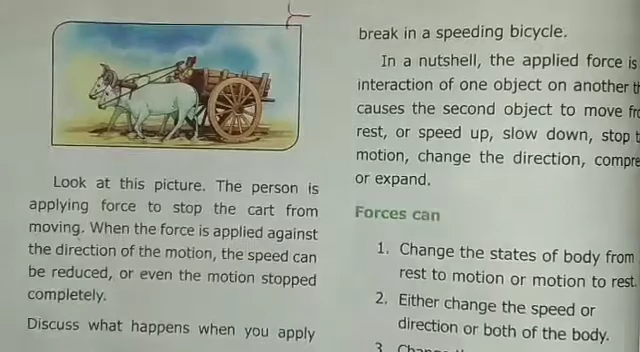 Look at this picture. The person is
applying force to stop the cart from
moving. When the force is applied against
the direction of the motion, the speed can
be reduced, or even the motion stopped
completely.
Discuss what happens when you apply
break in a speeding bicycle.
In a nutshell, the applied force is
interaction of one object on another
causes the second object to move
rest, or speed up, slow down, stop
motion, change the direction,
or expand.
Forces can
1. Change the states of body from
rest to motion or motion to rest.
2. Either change the speed or
direction or both of the body.
3.